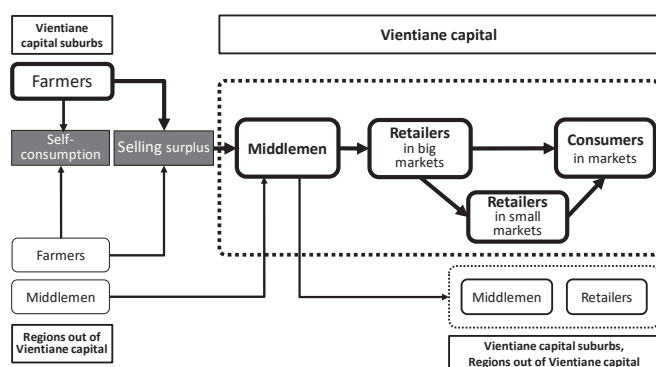 Vientiane
capital suburbs
Vientiane capital
Farmers
Self-
consumption
Selling surplus
Middlemen
Retailers
in big
markets
Consumers
in markets
Retailers
in small
markets
Farmers
Middlemen
Middlemen
Retailers
Regions out of
Vientiane capital
Vientiane capital suburbs,
Regions out of Vientiane capital